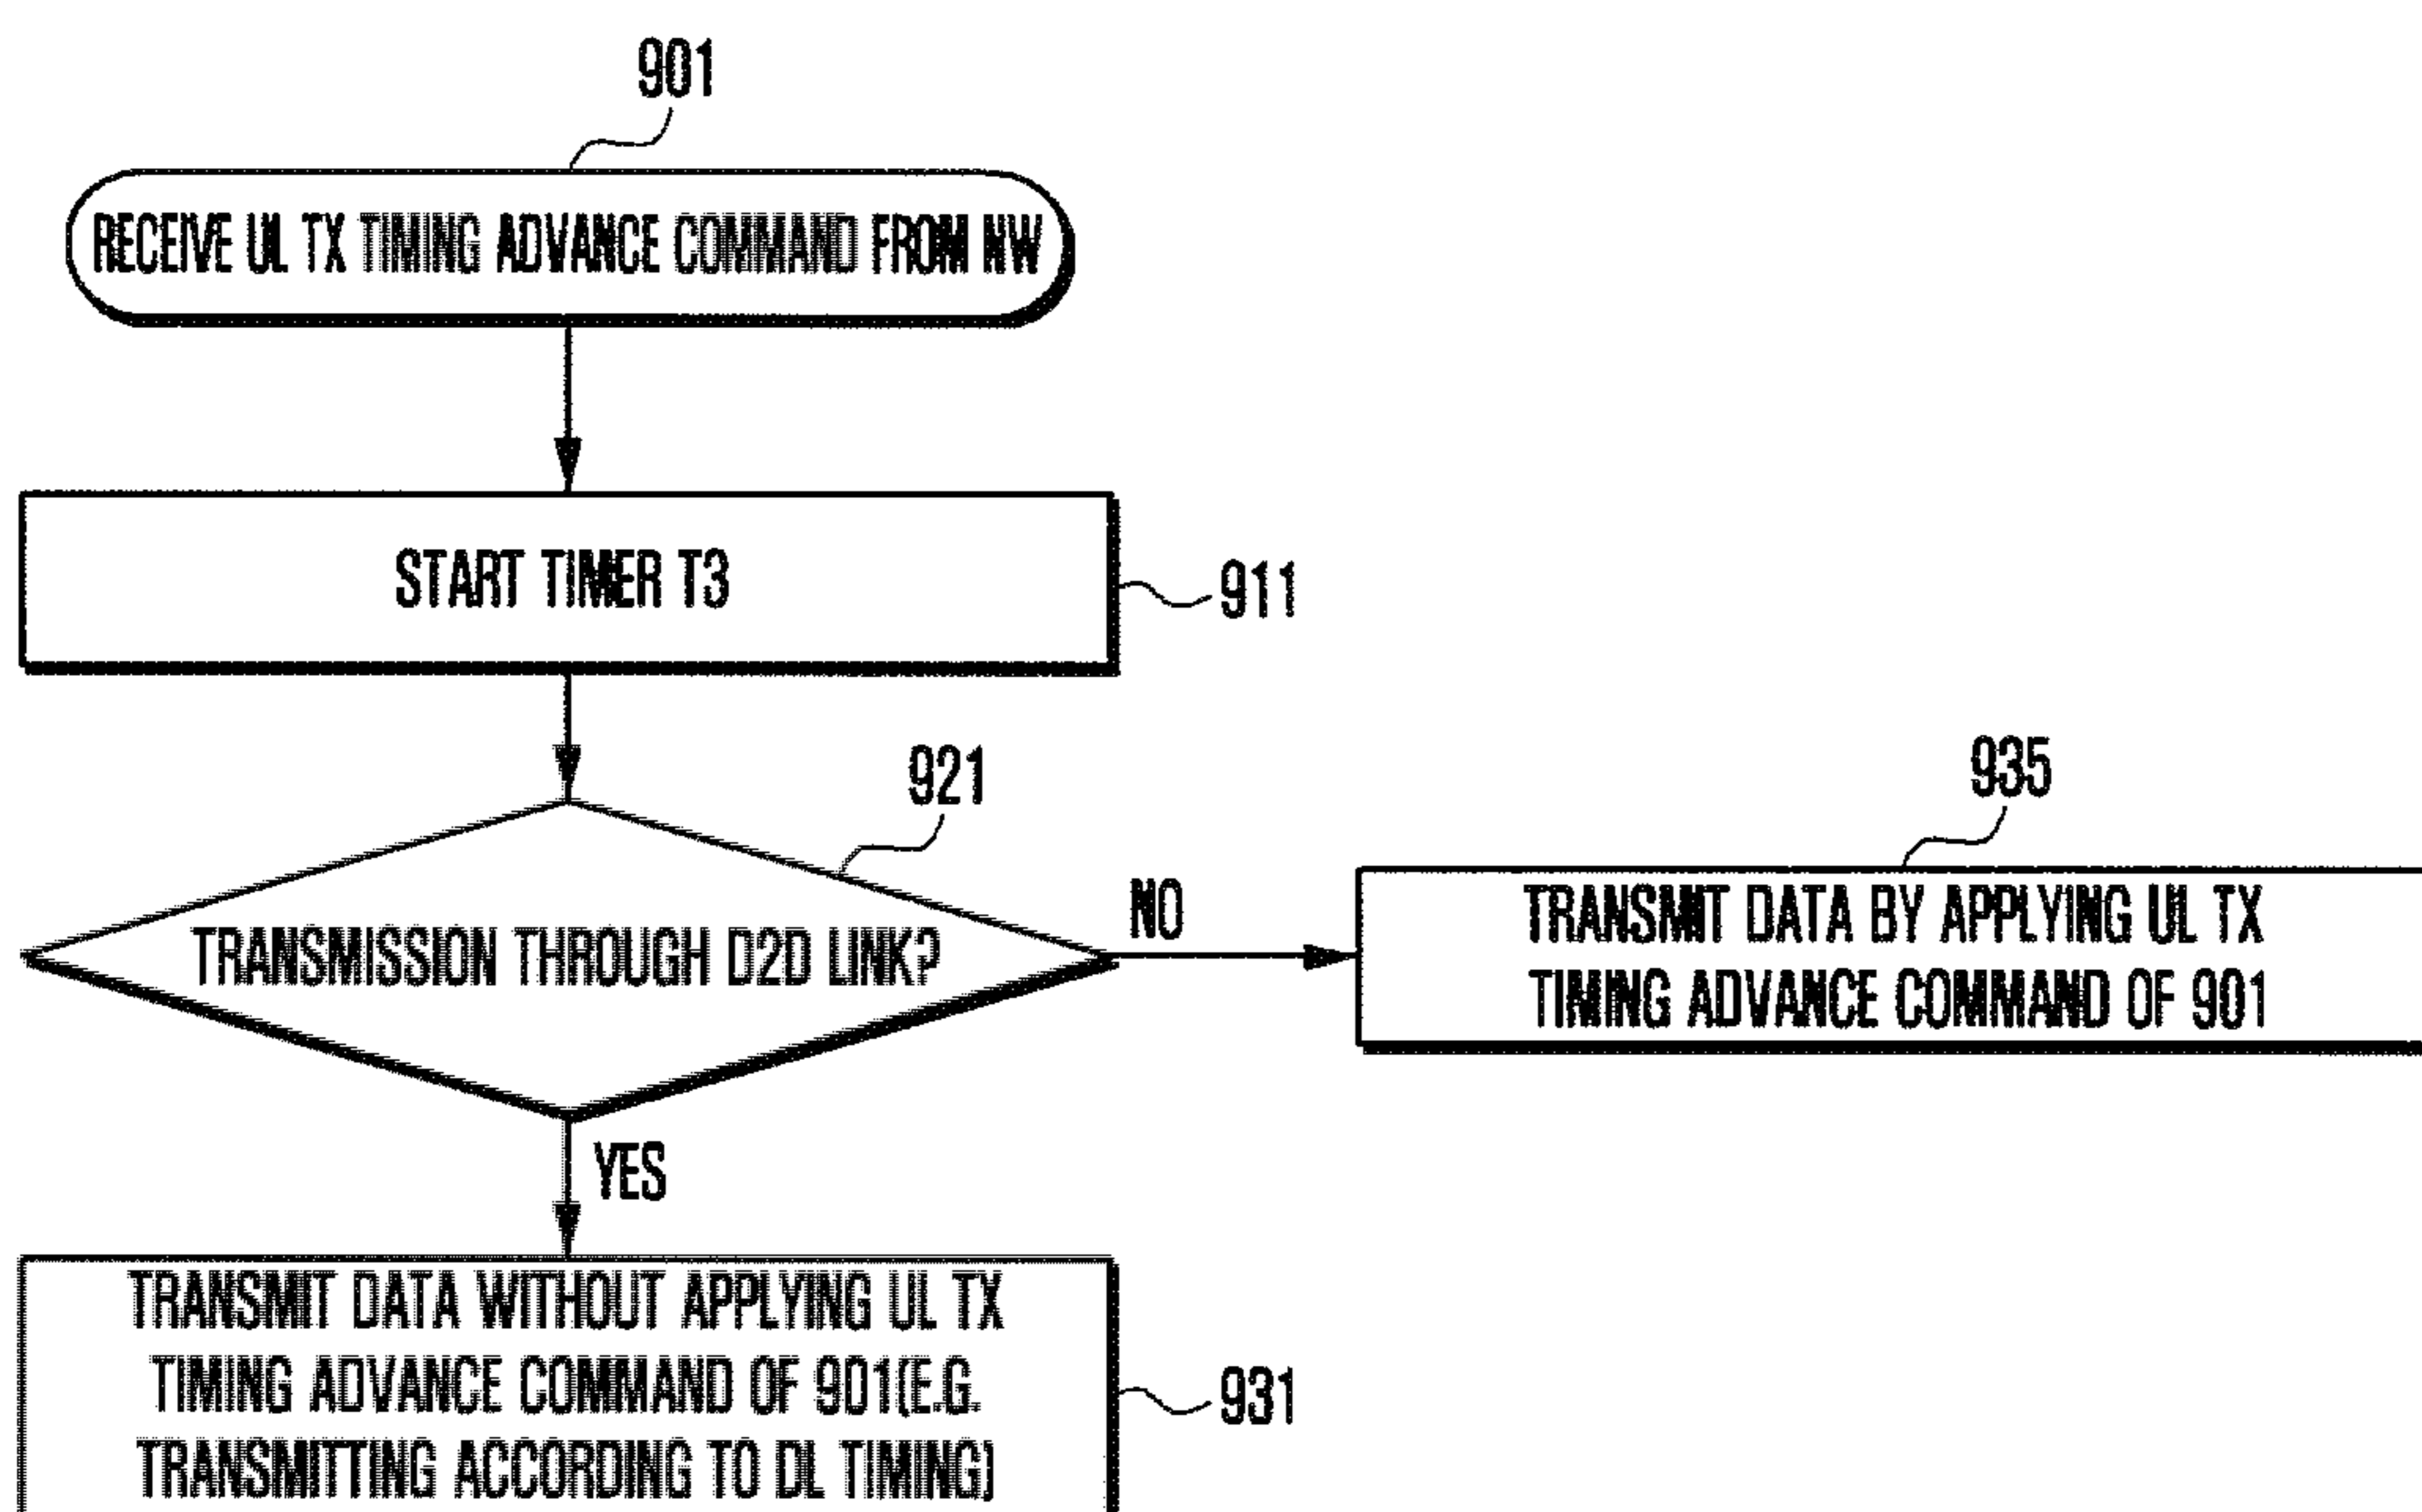 901
RECEIVE UL TX TIMING ADVANCE COMMAND FROM NW
START TIMER T3
911
921
TRANSMISSION THROUGH D2D LINK?
NO
935
TRANSMIT DATA BY APPLYING UL TX
TIMING ADVANCE COMMAND OF 901
YES
TRANSMIT DATA WITHOUT APPLYING UL TX
TIMING ADVANCE COMMAND OF 901(E.G.
TRANSMITTING ACCORDING TO DL TIMING)
931